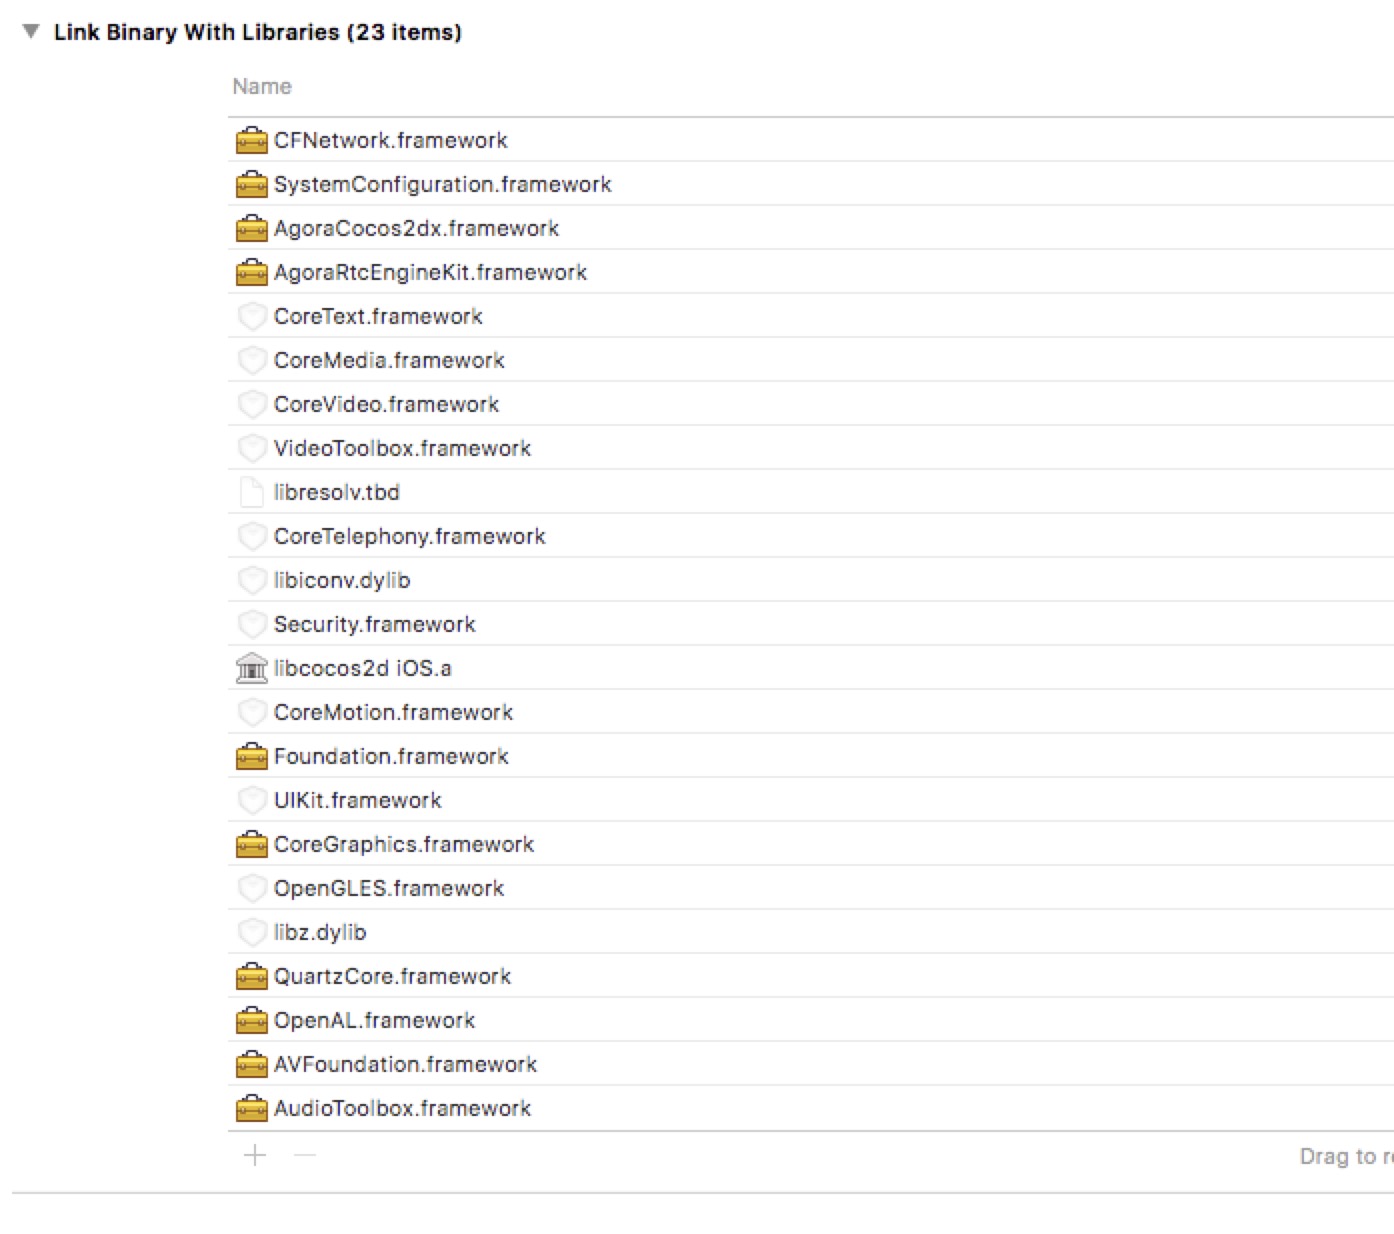 Link Binary With Libraries (23 items)
Name
CFNetwork.framework
SystemConfiguration.framework
AgoraCocos2dx.framework
AgoraRtcEngineKit.framework
CoreText.framework
CoreMedia.framework
CoreVideo.framework
VideoToolbox.framework
libresolv.tbd
CoreTelephony.framework
libiconv.dylib
Security.framework
libcocos2d iOS.a
CoreMotion.framework
Foundation.framework
UIKit.framework
CoreGraphics.framework
OpenGLES.framework
libz.dylib
QuartzCore.framework
OpenAL.framework
AVFoundation.framework
AudioToolbox.framework
Drag to